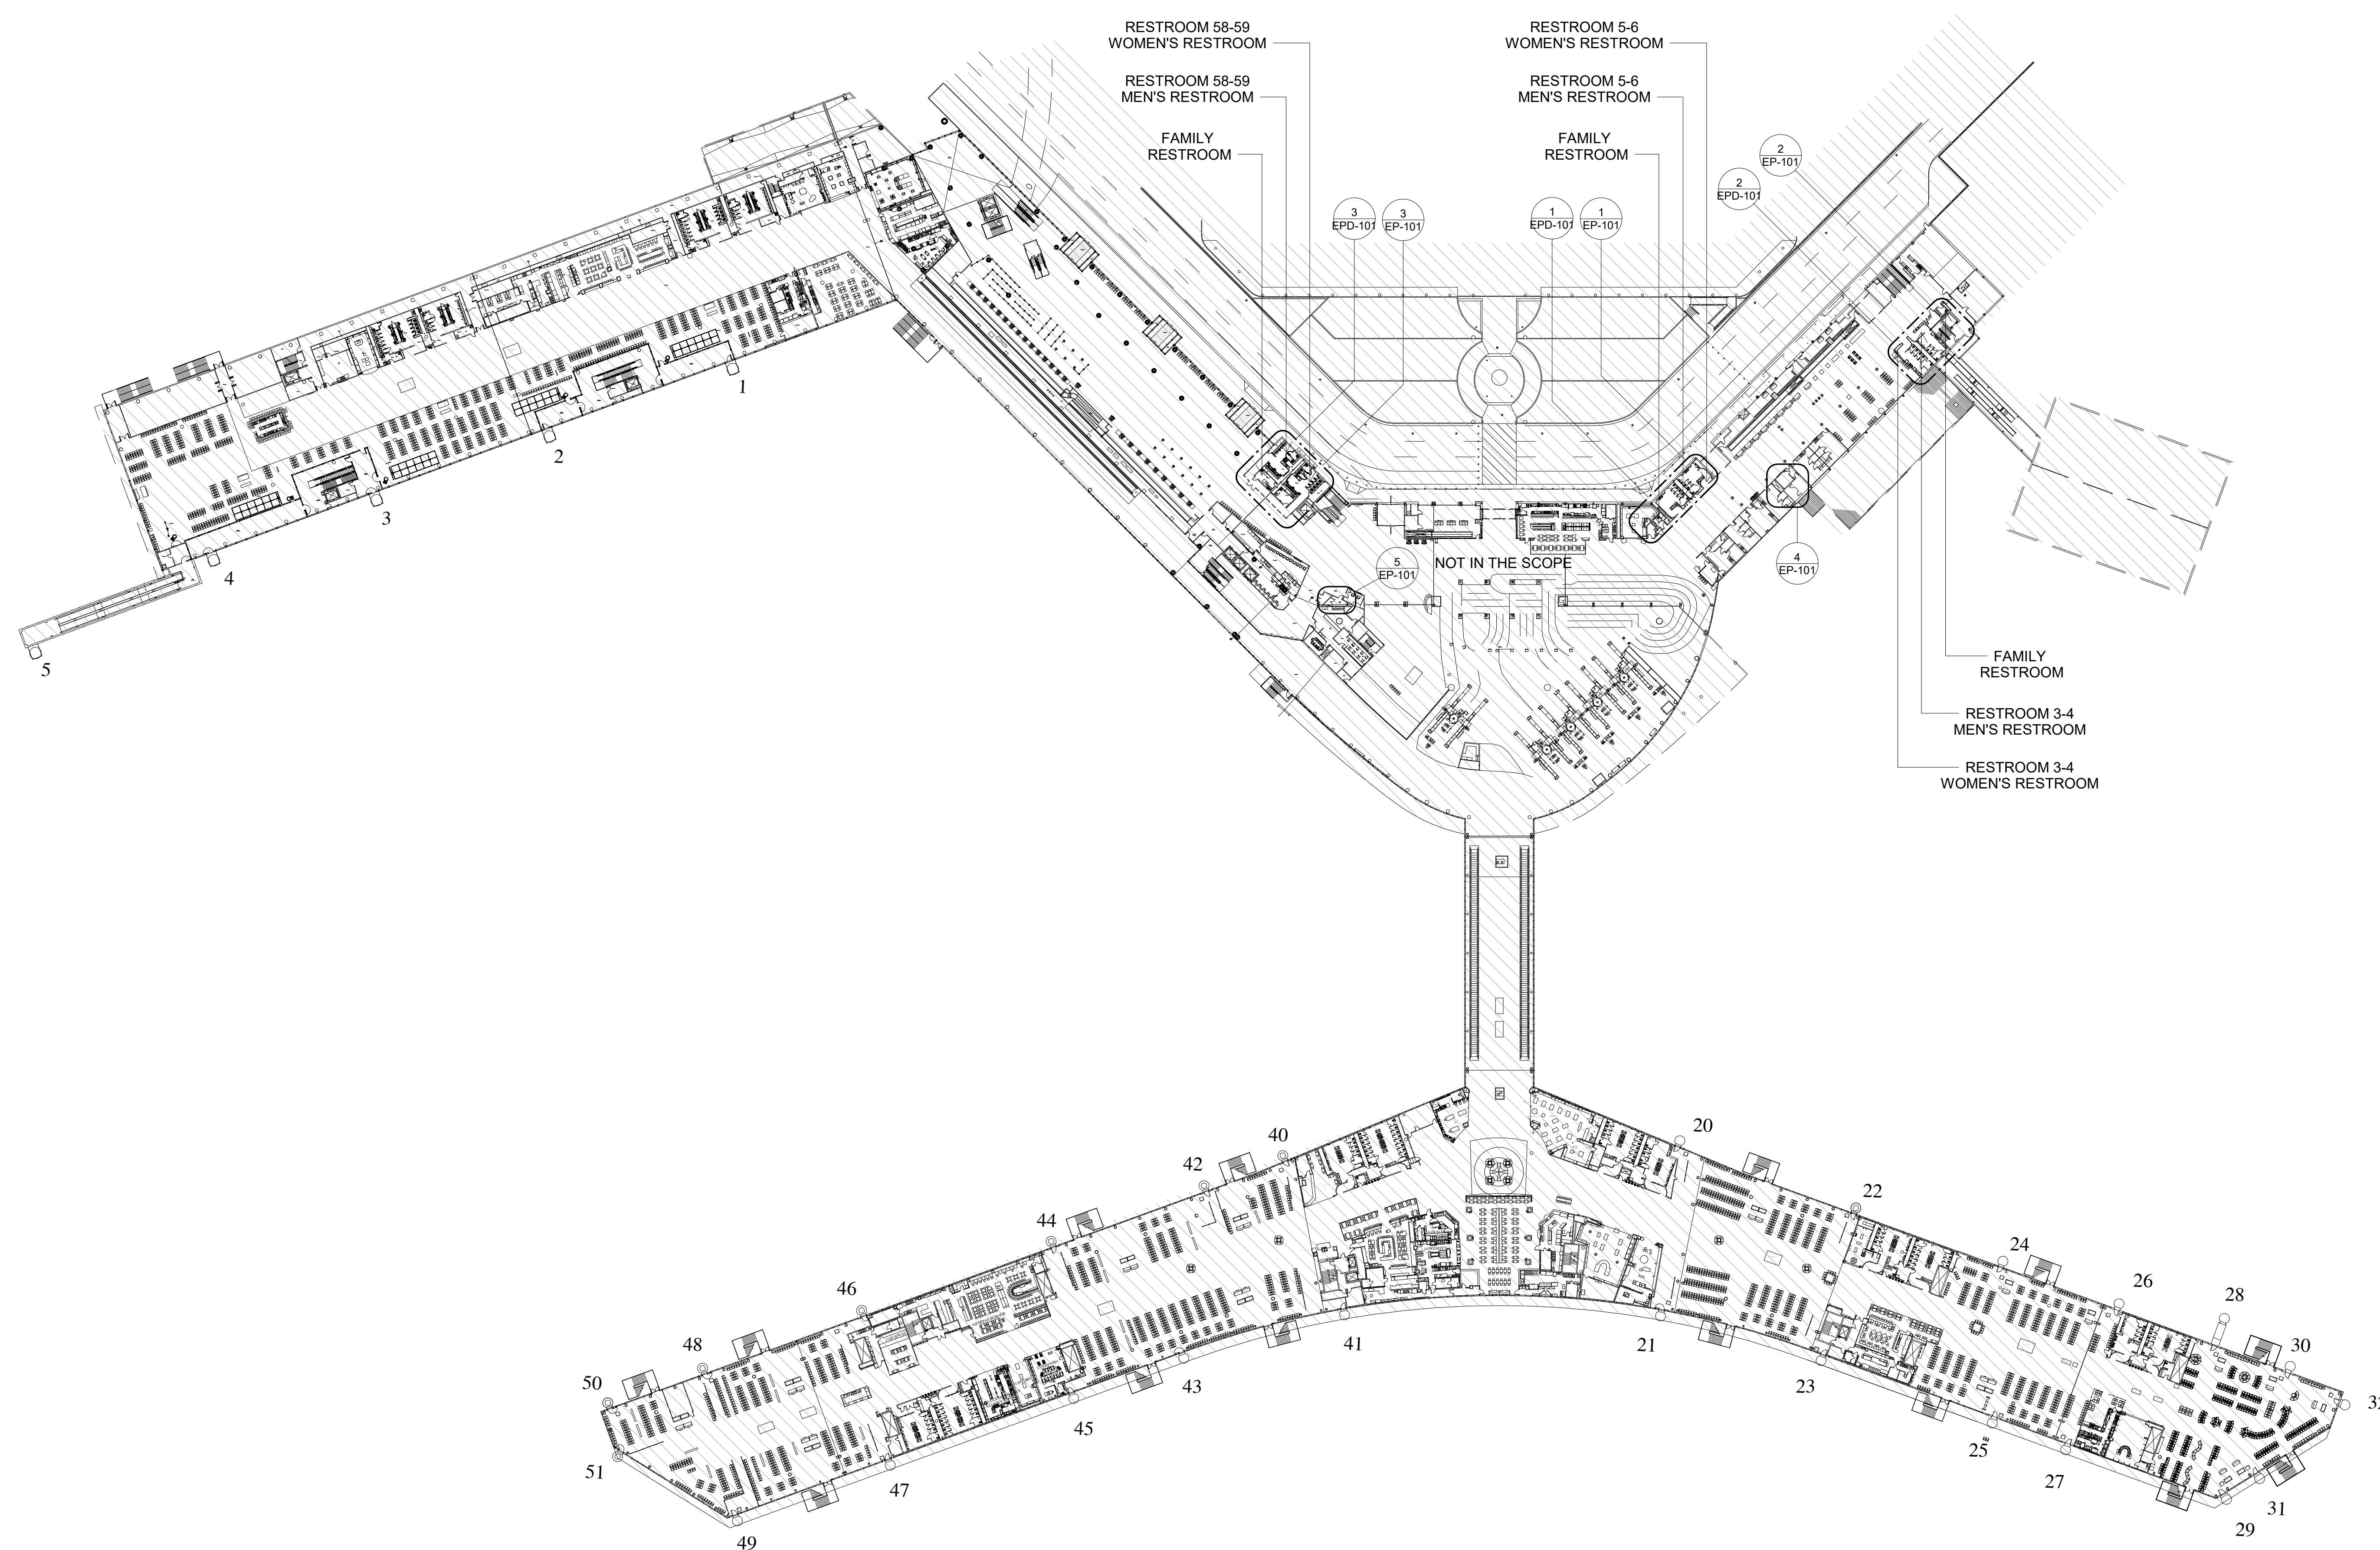 RESTROOM 58-59
WOMEN'S RESTROOM
RESTROOM 58-59
MEN'S RESTROOM
FAMILY
RESTROOM
RESTROOM 5-6
WOMEN'S RESTROOM
RESTROOM 5-6
MEN'S RESTROOM
FAMILY
RESTROOM
2
EP-101
2
EPD-101
3
EPD-101
3
EP-101
1
EPD-101
1
EP-101
1
2
3
4
5
5
EP-101
NOT IN THE SCOPE
4
EP-101
FAMILY
RESTROOM
RESTROOM 3-4
MEN'S RESTROOM
RESTROOM 3-4
WOMEN'S RESTROOM
40
20
42
22
44
24
46
26
28
48
41
21
30
50
43
23
45
25
51
47
27
31
49
29